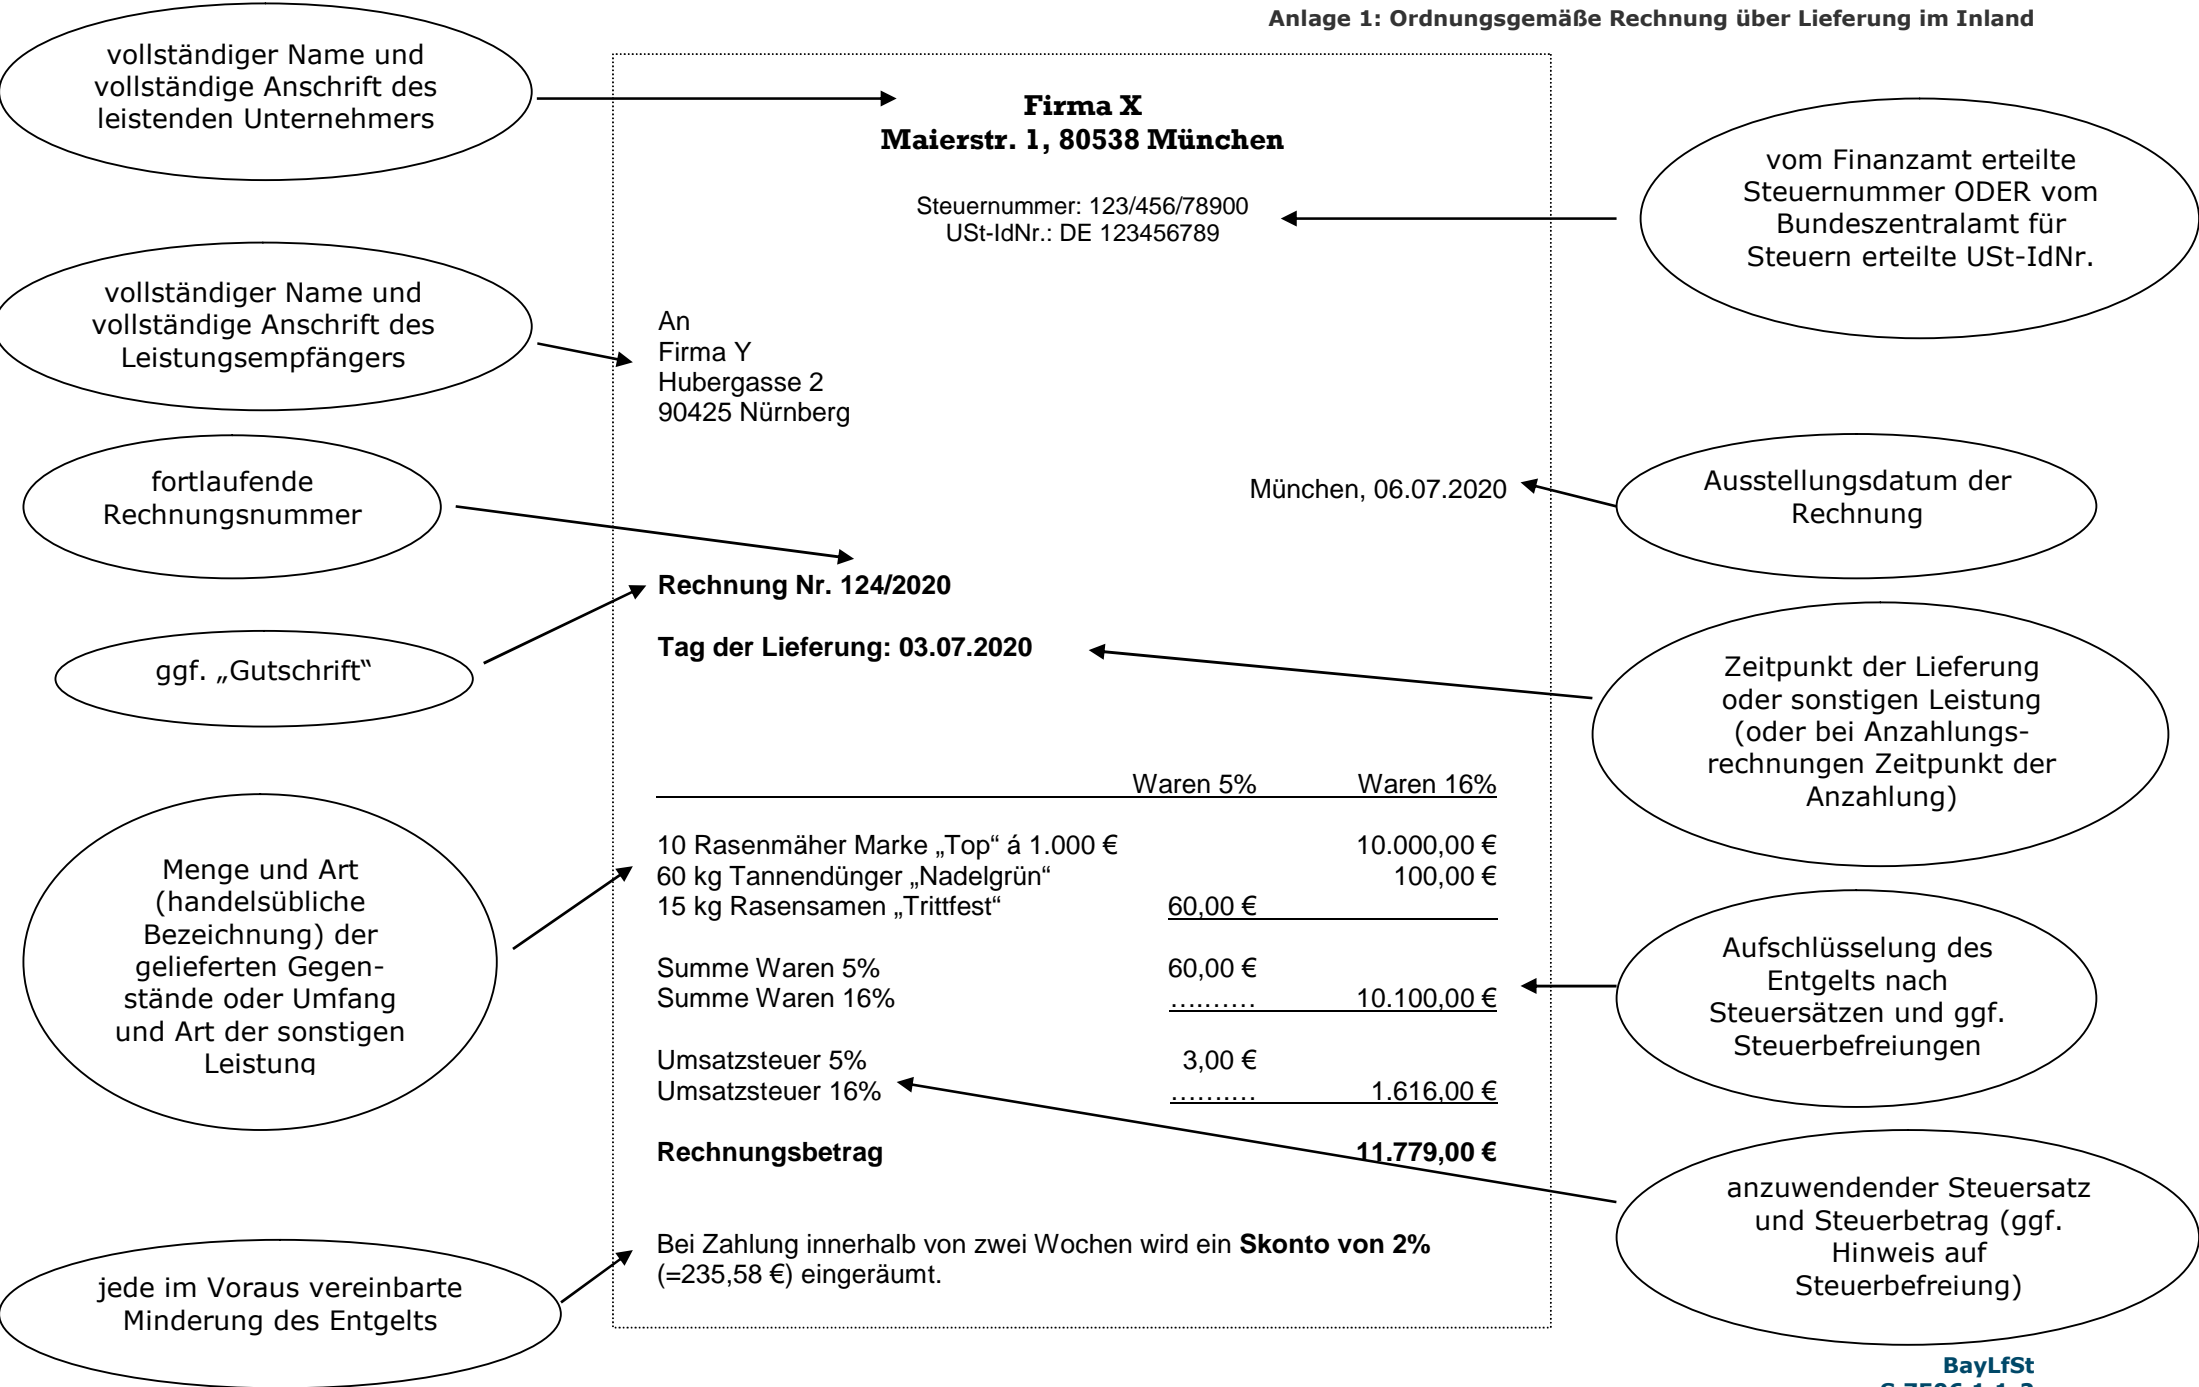 Anlage 1: Ordnungsgemäße Rechnung über Lieferung im Inland
vollständiger Name und
vollständige Anschrift des
leistenden Unternehmers
Firma X
Maierstr. 1, 80538 München
vom Finanzamt erteilte
Steuernummer ODER vom
Bundeszentralamt für
Steuern erteilte USt-IdNr.
Steuernummer: 123/456/78900
USt-IdNr.: DE 123456789
vollständiger Name und
vollständige Anschrift des
Leistungsempfängers
An
Firma Y
Hubergasse 2
90425 Nürnberg
fortlaufende
Rechnungsnummer
München, 06.07.2020
Ausstellungsdatum der
Rechnung
Rechnung Nr. 124/2020
ggf. „Gutschrift“
Tag der Lieferung: 03.07.2020
Zeitpunkt der Lieferung
oder sonstigen Leistung
(oder bei Anzahlungs-
rechnungen Zeitpunkt der
Anzahlung)
Waren 5% Waren 16%
Menge und Art
(handelsübliche
Bezeichnung) der
gelieferten Gegen-
stände oder Umfang
und Art der sonstigen
Leistung
10 Rasenmäher Marke „Top“ á 1.000 € 10.000,00 €
60 kg Tannendünger „Nadelgrün“ 100,00 €
15 kg Rasensamen „Trittfest“ 60,00 €
Summe Waren 5% 60,00 €
Summe Waren 16% ………. 10.100,00 €
Aufschlüsselung des
Entgelts nach
Steuersätzen und ggf.
Steuerbefreiungen
Umsatzsteuer 5% 3,00 €
Umsatzsteuer 16% ………. 1.616,00 €
Rechnungsbetrag 11.779,00 €
anzuwendender Steuersatz
und Steuerbetrag (ggf.
Hinweis auf
Steuerbefreiung)
Bei Zahlung innerhalb von zwei Wochen wird ein Skonto von 2%
(=235,58 €) eingeräumt.
jede im Voraus vereinbarte
Minderung des Entgelts
BayLfSt